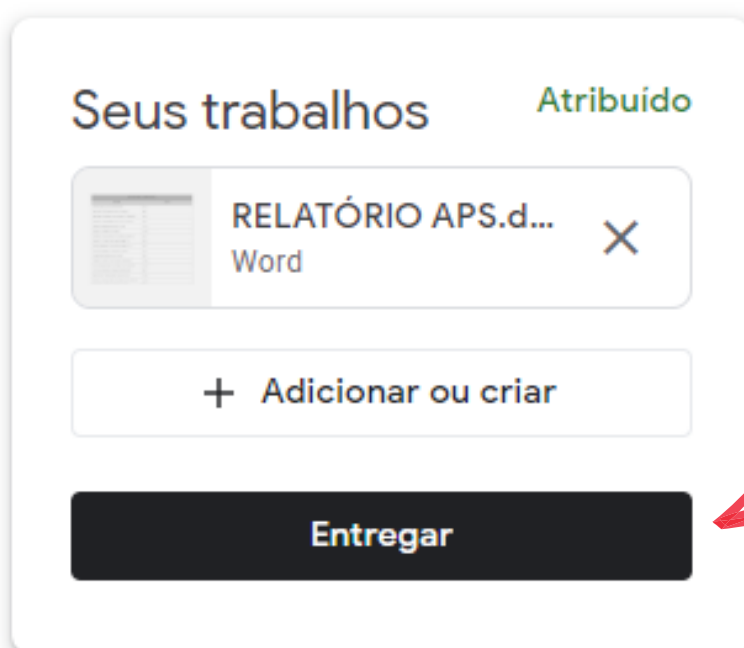 Seus trabalhos
Atribuído
RELATÓRIO APS.d...
Word
+ Adicionar ou criar
Entregar